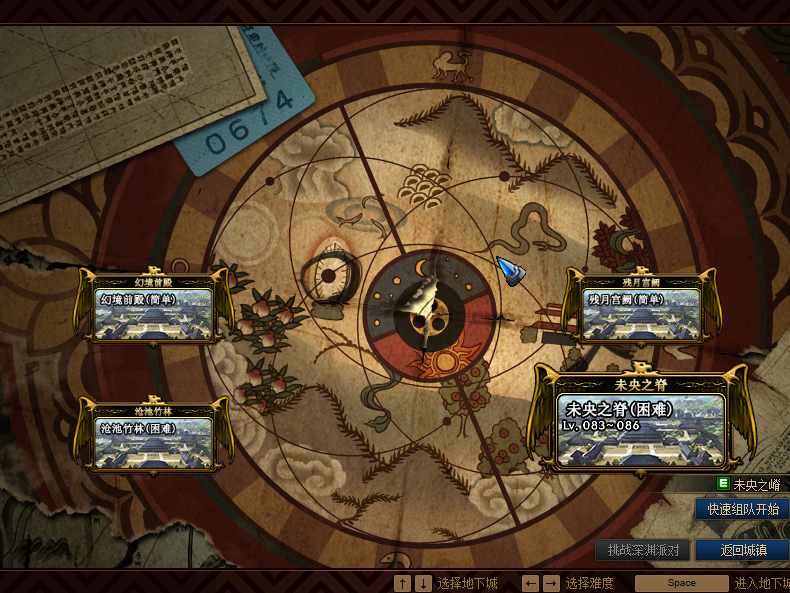 0674
幻境前殿
幻境前殿(简单)
残月宫阙
残月宫阙(简单)
沧池竹林
沧池竹林(困难)
未央之脊
未央之脊(困难)
Lv.083~086
E 未央之嵴
快速组队开始
挑战深渊派对
返回城镇
↑ ↓ 选择地下城
← → 选择难度
Space 进入地下城